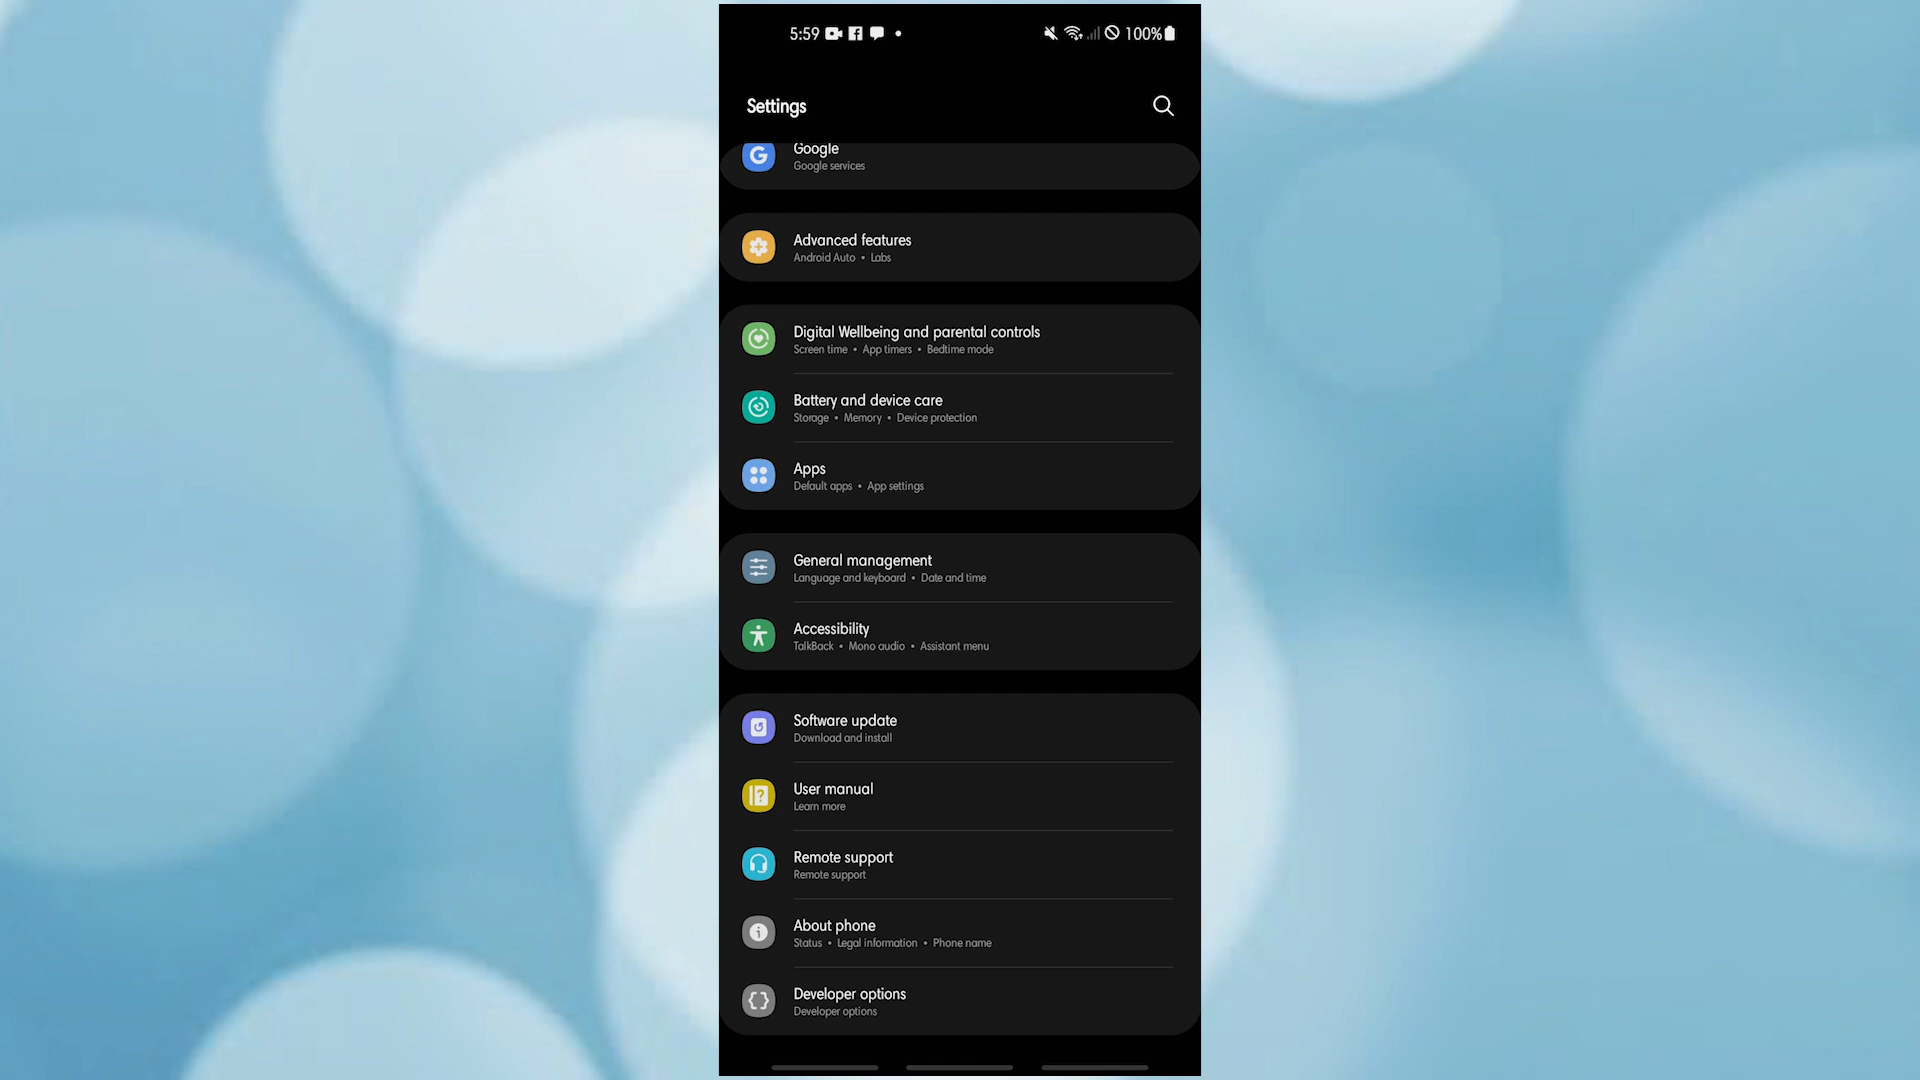 5:59
100%
Settings
Google
Google services
Advanced features
Android Auto • Labs
Digital Wellbeing and parental controls
Screen time • App timers • Bedtime mode
Battery and device care
Storage • Memory • Device protection
Apps
Default apps • App settings
General management
Language and keyboard • Date and time
Accessibility
TalkBack • Mono audio • Assistant menu
Software update
Download and install
User manual
Learn more
Remote support
Remote support
About phone
Status • Legal information • Phone name
Developer options
Developer options